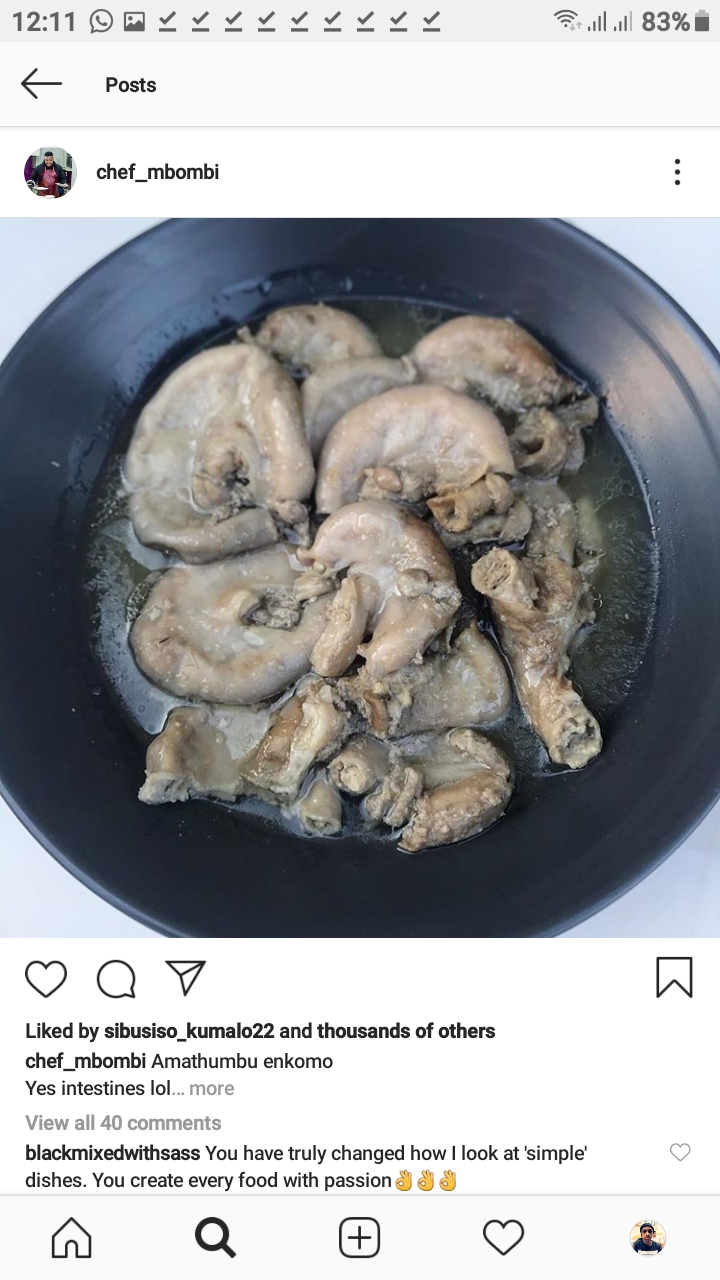 12:11 83%
Posts
chef_mbombi
Liked by sibusiso_kumalo22 and thousands of others
chef_mbombi Amathumbu enkomo
Yes intestines lol... more
View all 40 comments
blackmixedwithsass You have truly changed how I look at 'simple'
dishes. You create every food with passion👌👌👌